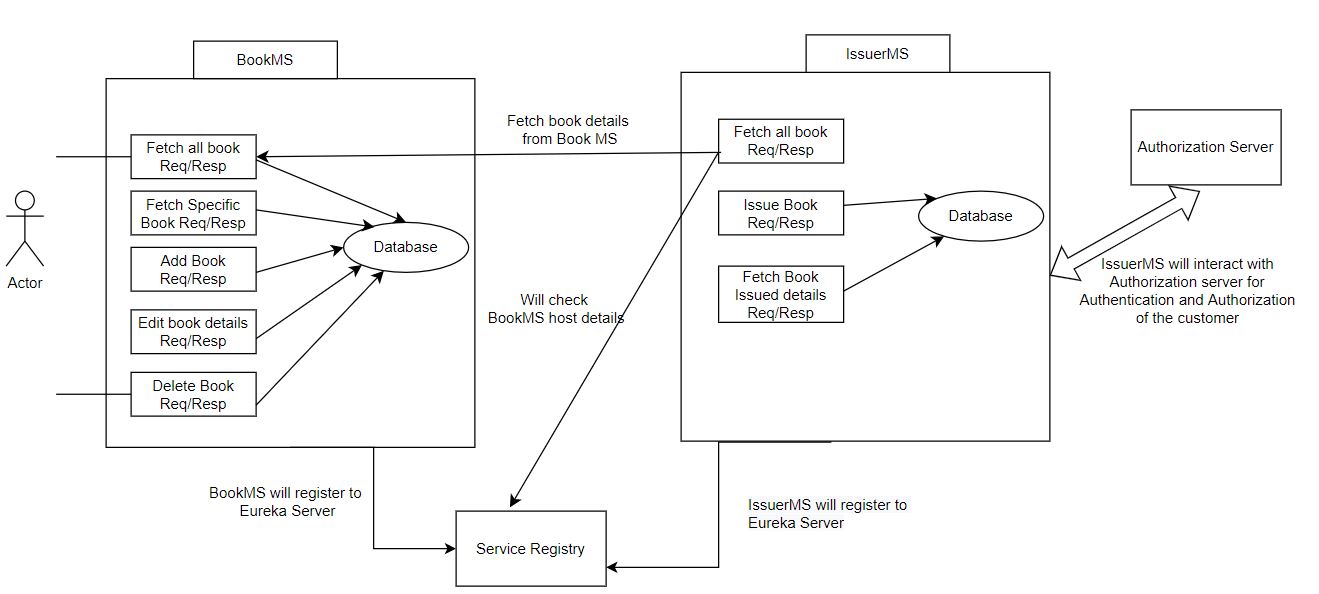 BookMS
IssuerMS
Fetch book details
from Book MS
Fetch all book
Req/Resp
Fetch Specific
Book Req/Resp
Add Book
Req/Resp
Edit book details
Req/Resp
Delete Book
Req/Resp
Database
Actor
Fetch all book
Req/Resp
Issue Book
Req/Resp
Fetch Book
Issued details
Req/Resp
Database
Authorization Server
IssuerMS will interact with
Authorization server for
Authentication and Authorization
of the customer
Will check
BookMS host details
BookMS will register to
Eureka Server
Service Registry
IssuerMS will register to
Eureka Server